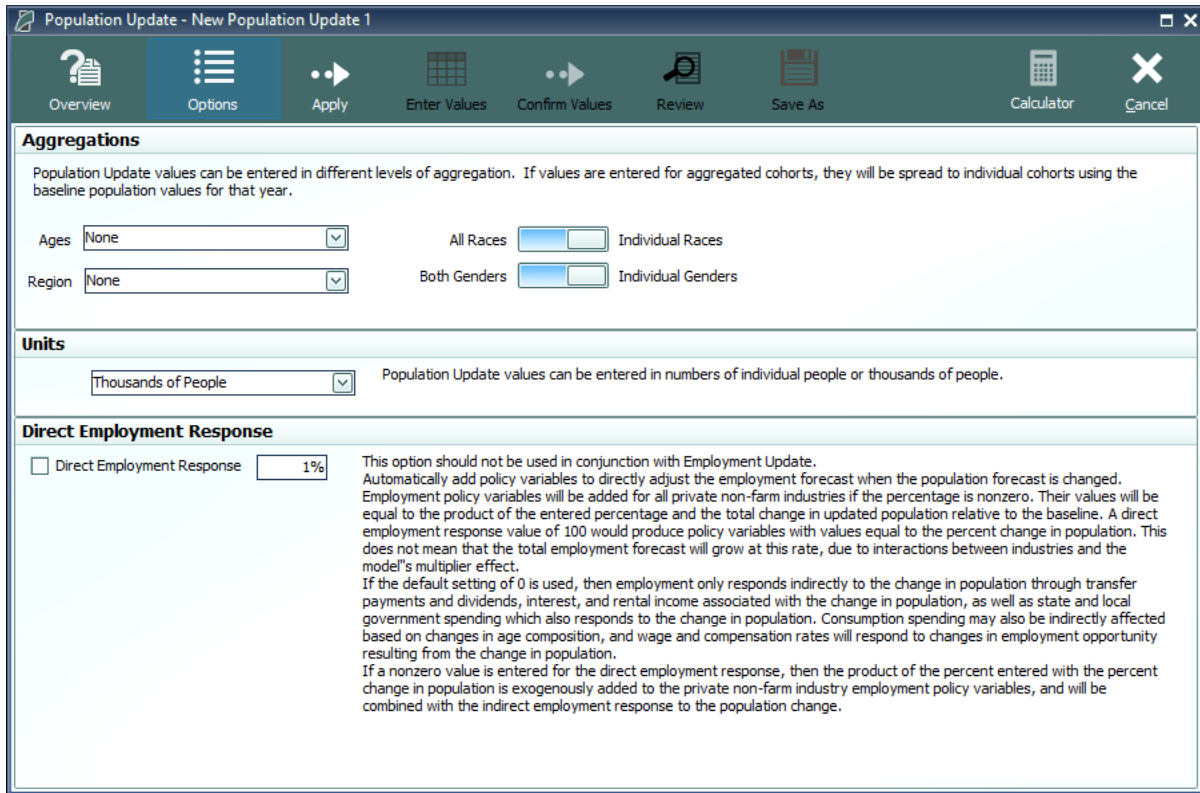 Population Update - New Population Update 1
Overview
Options
Apply
Enter Values
Confirm Values
Review
Save As
Calculator
Cancel
Aggregations
Population Update values can be entered in different levels of aggregation.  If values are entered for aggregated cohorts, they will be spread to individual cohorts using the
baseline population values for that year.
Ages None All Races Individual Races
Region None Both Genders Individual Genders
Units
Thousands of People Population Update values can be entered in numbers of individual people or thousands of people.
Direct Employment Response
Direct Employment Response 1% This option should not be used in conjunction with Employment Update.
Automatically add policy variables to directly adjust the employment forecast when the population forecast is changed.
Employment policy variables will be added for all private non-farm industries if the percentage is nonzero. Their values will be
equal to the product of the entered percentage and the total change in updated population relative to the baseline. A direct
employment response value of 100 would produce policy variables with values equal to the percent change in population. This
does not mean that the total employment forecast will grow at this rate, due to interactions between industries and the
model"s multiplier effect.
If the default setting of 0 is used, then employment only responds indirectly to the change in population through transfer
payments and dividends, interest, and rental income associated with the change in population, as well as state and local
government spending which also responds to the change in population. Consumption spending may also be indirectly affected
based on changes in age composition, and wage and compensation rates will respond to changes in employment opportunity
resulting from the change in population.
If a nonzero value is entered for the direct employment response, then the product of the percent entered with the percent
change in population is exogenously added to the private non-farm industry employment policy variables, and will be
combined with the indirect employment response to the population change.